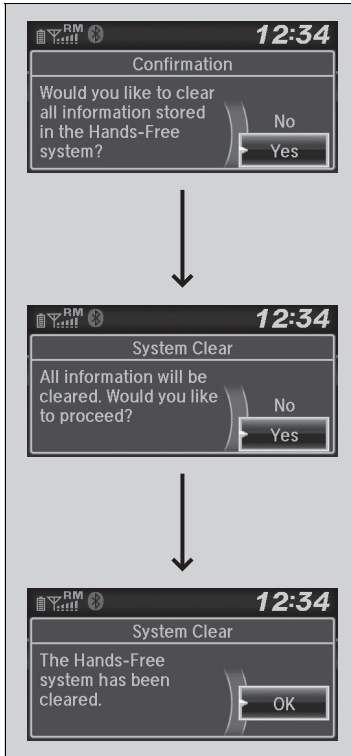 RM
12:34
Confirmation
Would you like to clear
all information stored
in the Hands-Free
system?
No
Yes
RM
12:34
System Clear
All information will be
cleared. Would you like
to proceed?
No
Yes
RM
12:34
System Clear
The Hands-Free
system has been
cleared.
OK